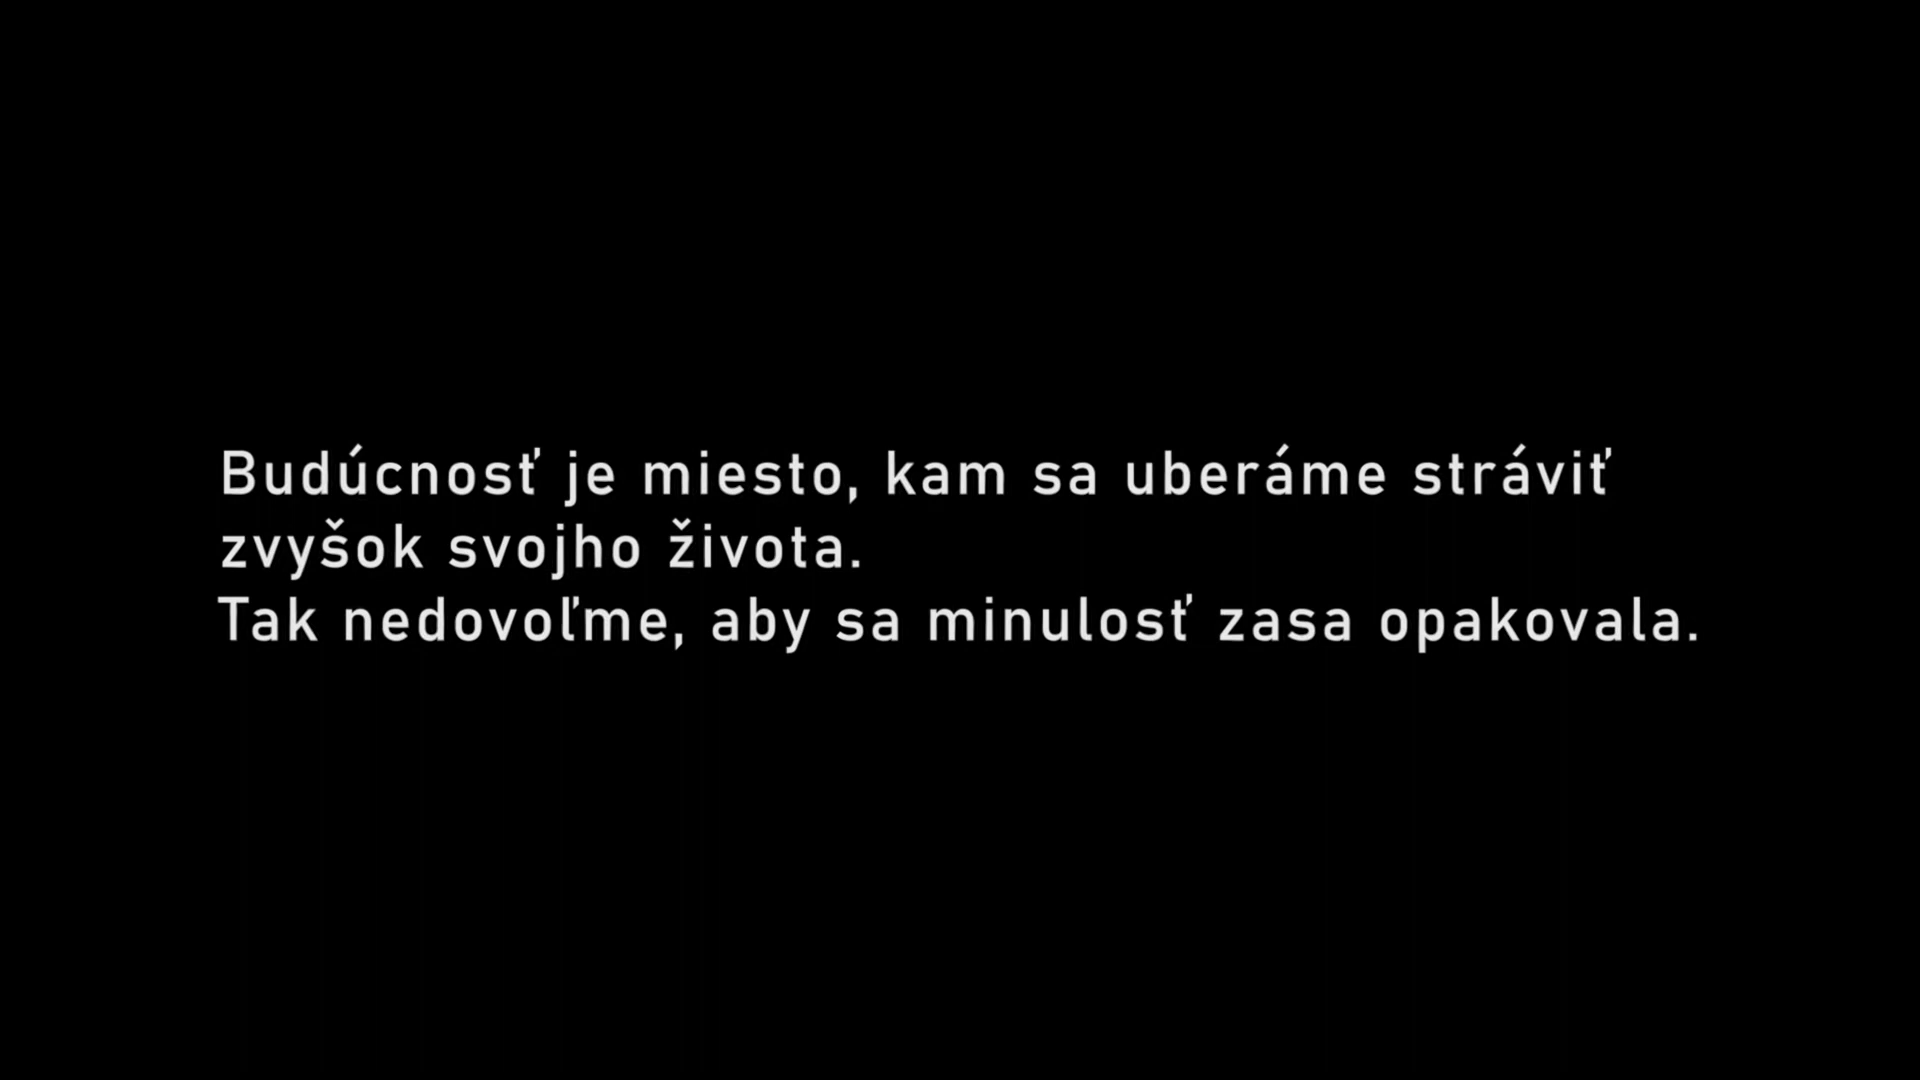 Budúcnosť je miesto, kam sa uberáme stráviť
zvyšok svojho života.
Tak nedovoľme, aby sa minulosť zasa opakovala.